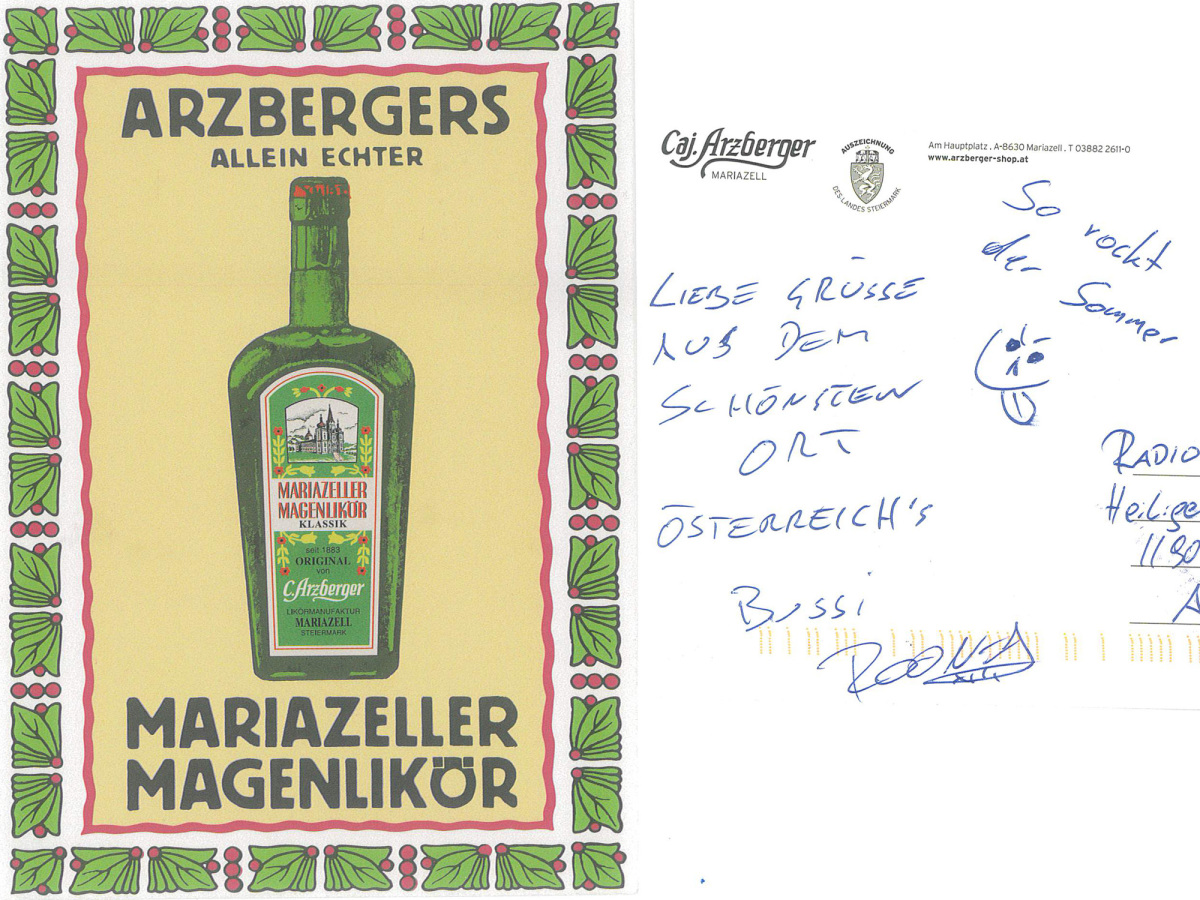 ARZBERGERS
ALLEIN ECHTER
MARIAZELLER
MAGENLIKÖR
KLASSIK
seit 1883
ORIGINAL
von
C.Arzberger
LIKÖRMANUFAKTUR
MARIAZELL
STEIERMARK
MARIAZELLER
MAGENLIKÖR
Caj. Arzberger
MARIAZELL
AUSZEICHNUNG
DES LANDES STEIERMARK
Am Hauptplatz . A-8630 Mariazell . T 03882 2611-0
www.arzberger-shop.at
So rockt
der Sommer
LIEBE GRÜSSE
AUS DEM
SCHÖNSTEN
ORT
ÖSTERREICH'S
BUSSI
RADIO
Heilige
1190
A